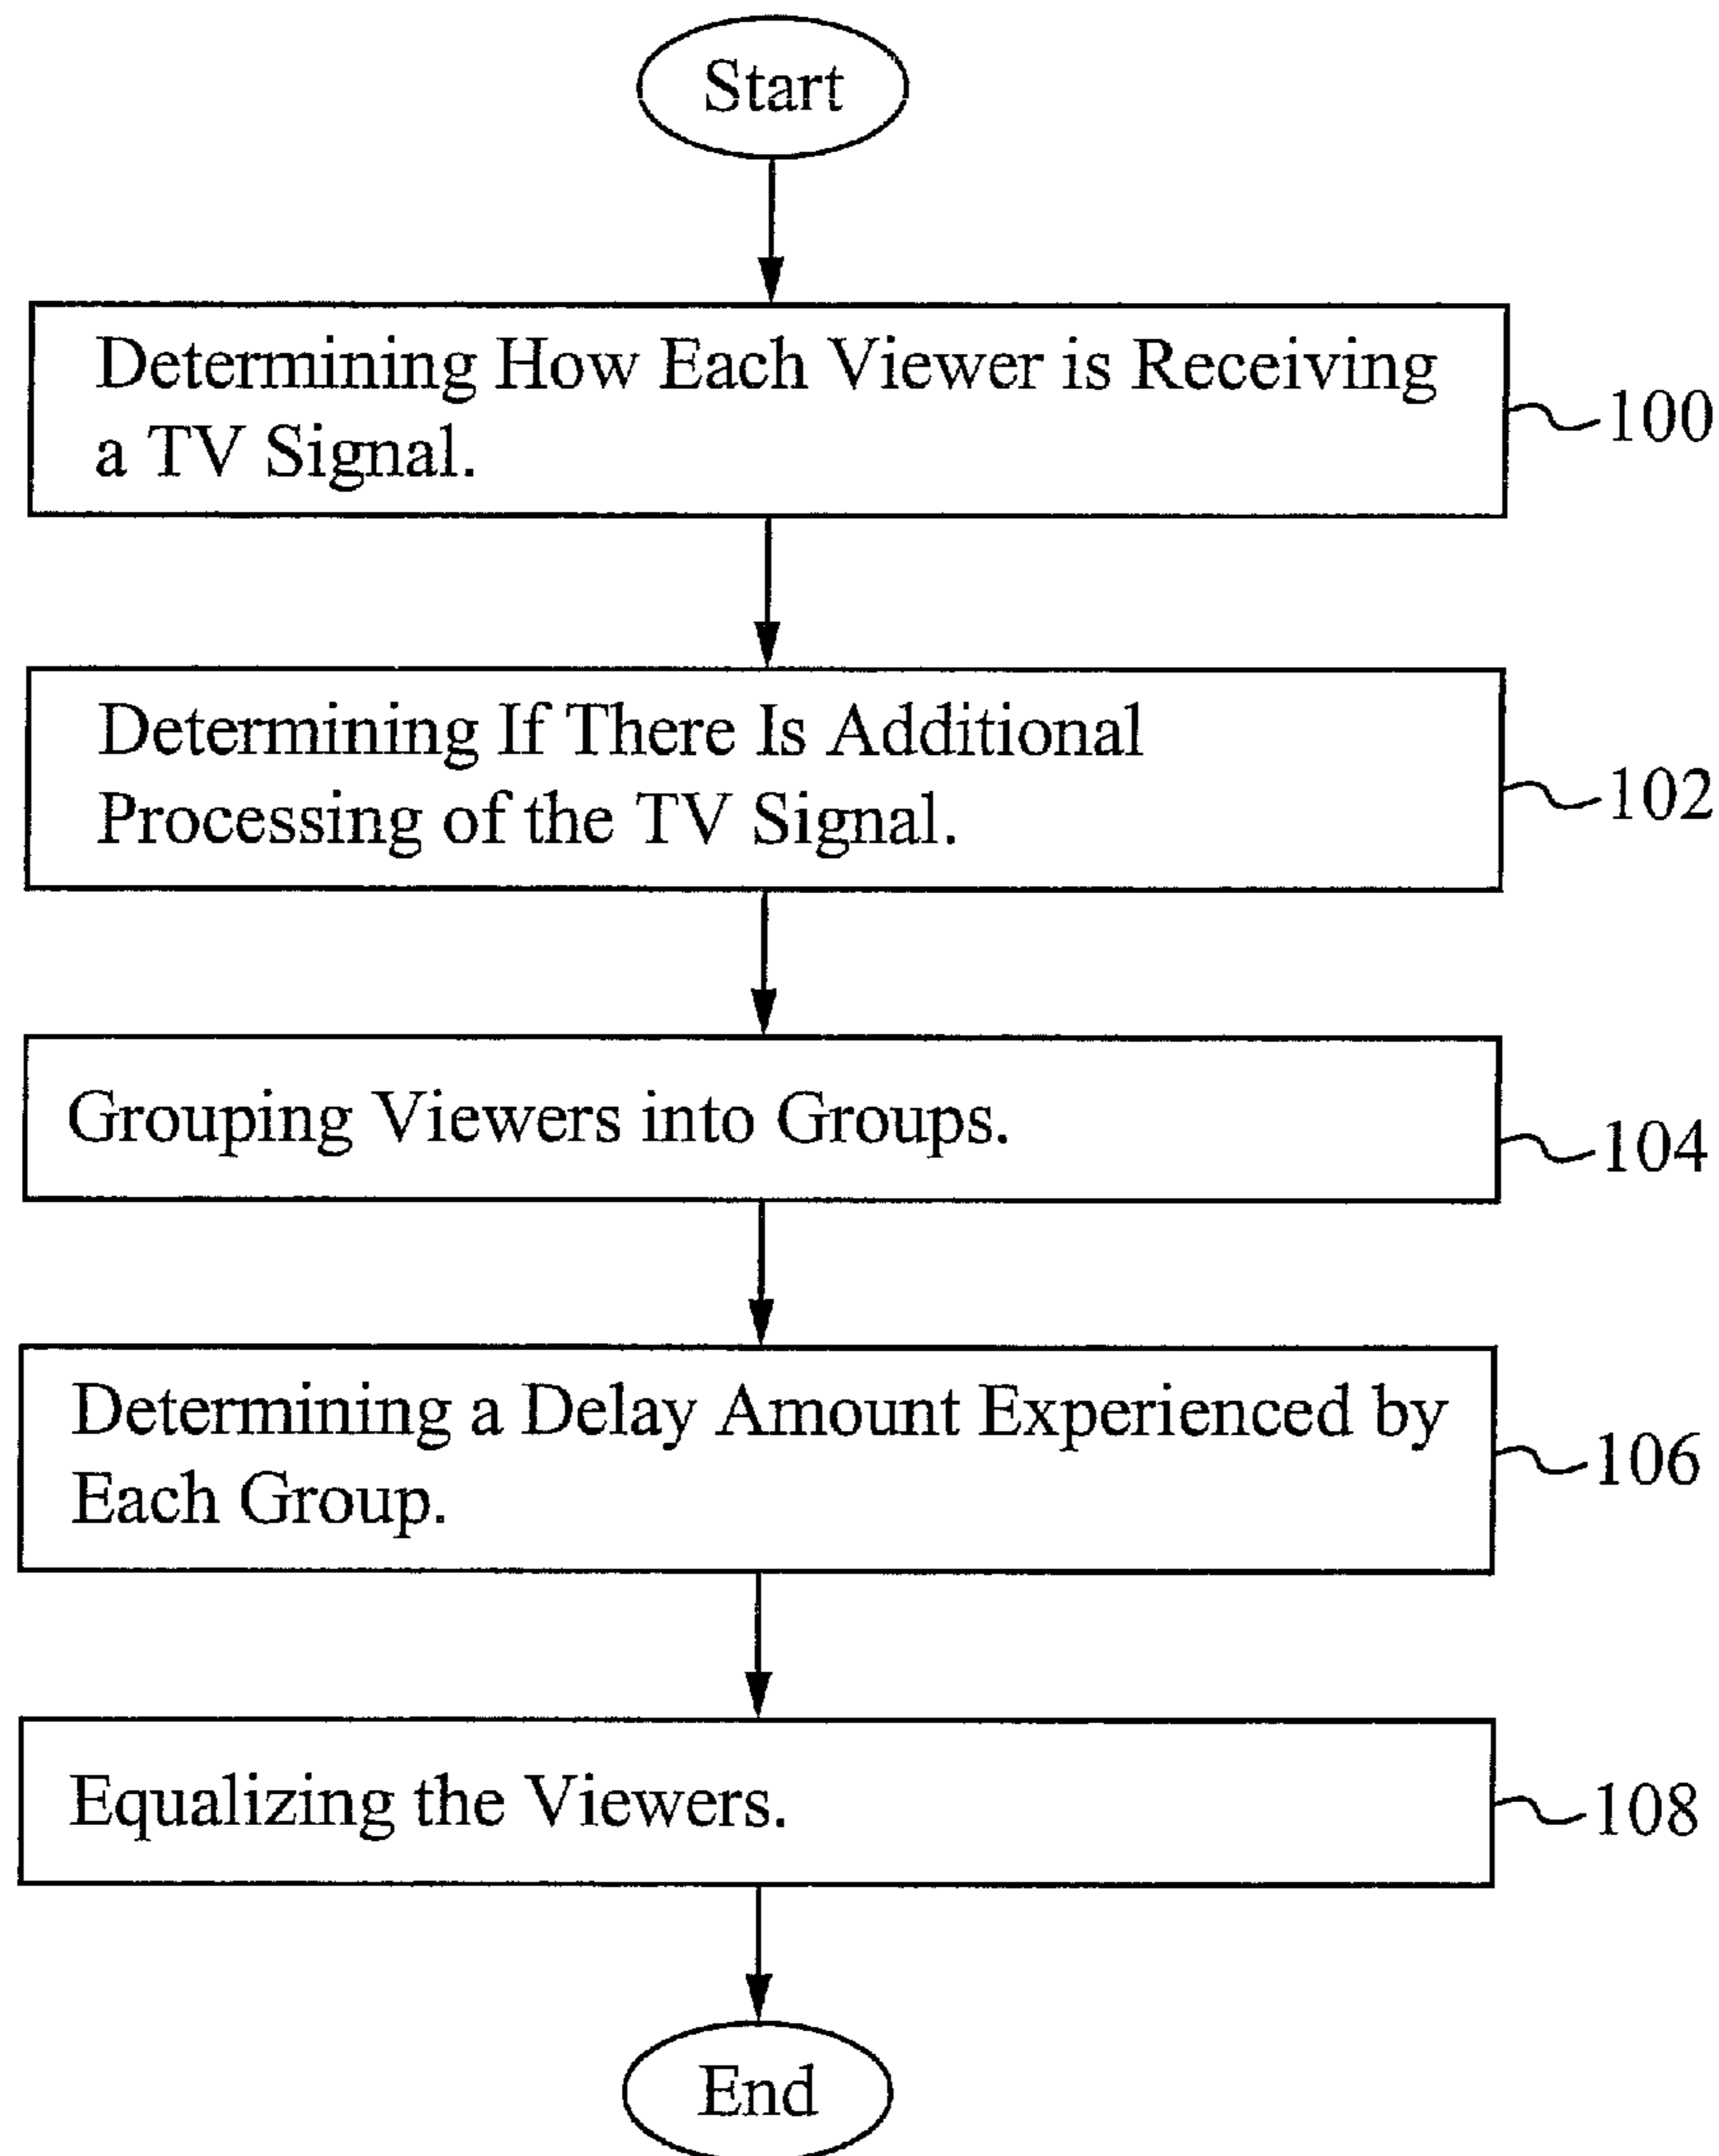 Start
Determining How Each Viewer is Receiving
a TV Signal.
100
Determining If There Is Additional
Processing of the TV Signal.
102
Grouping Viewers into Groups.
104
Determining a Delay Amount Experienced by
Each Group.
106
Equalizing the Viewers.
108
End